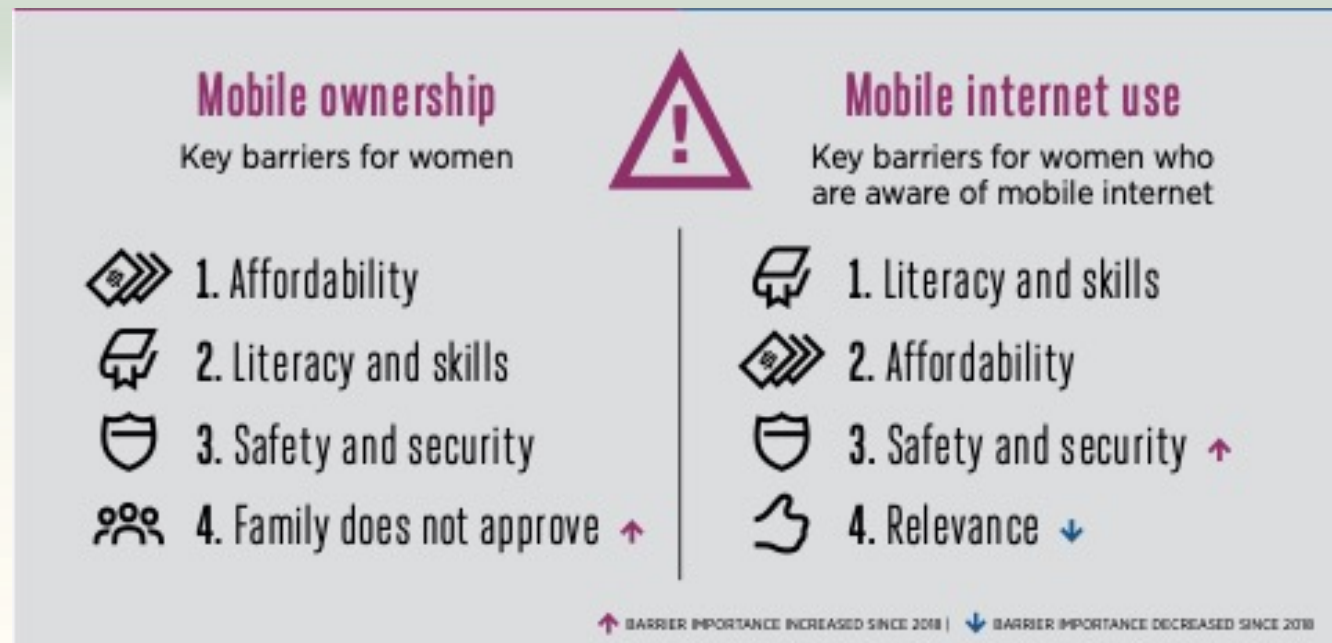 Mobile ownership
Key barriers for women
1. Affordability
2. Literacy and skills
3. Safety and security
4. Family does not approve ↑
!
Mobile internet use
Key barriers for women who
are aware of mobile internet
1. Literacy and skills
2. Affordability
3. Safety and security ↑
4. Relevance ↓
↑ BARRIER IMPORTANCE INCREASED SINCE 2018 | ↓ BARRIER IMPORTANCE DECREASED SINCE 2018